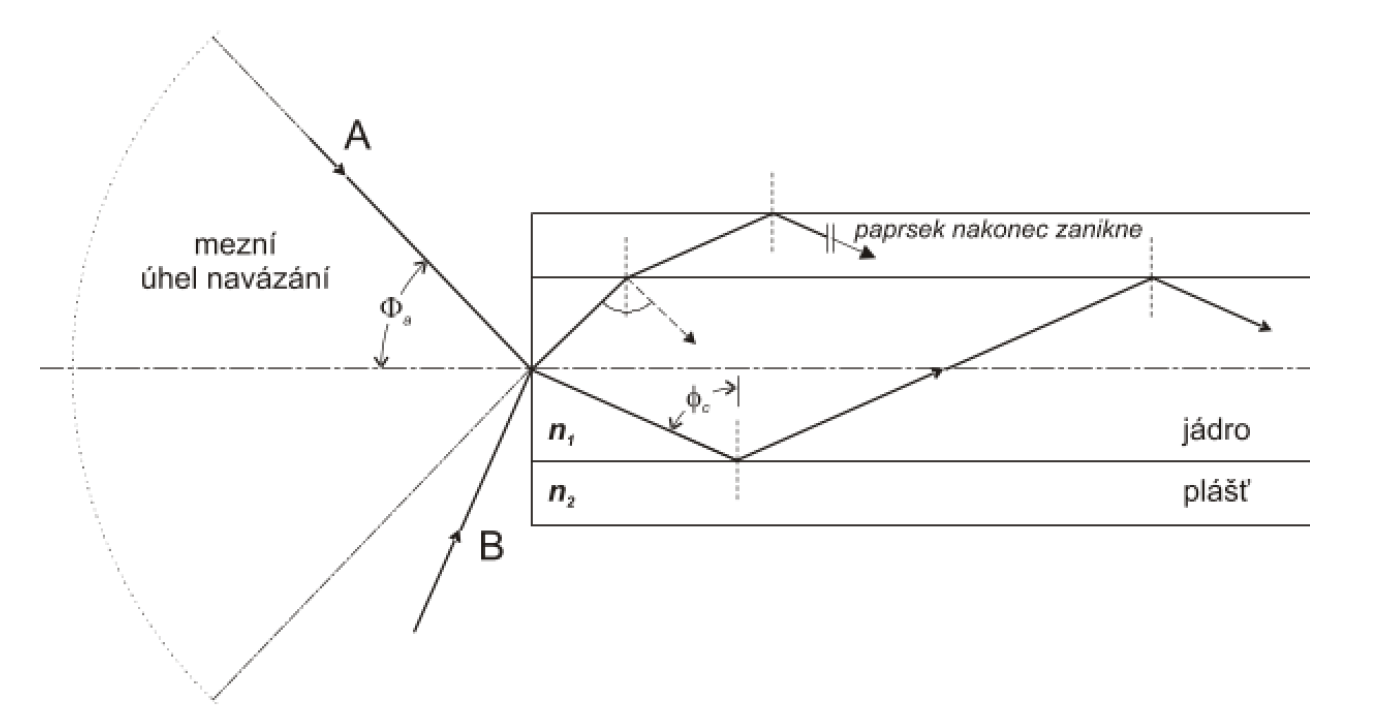 A
mezní
úhel navázání
Φa
paprsek nakonec zanikne
ϕc
n1
jádro
n2
plášť
B